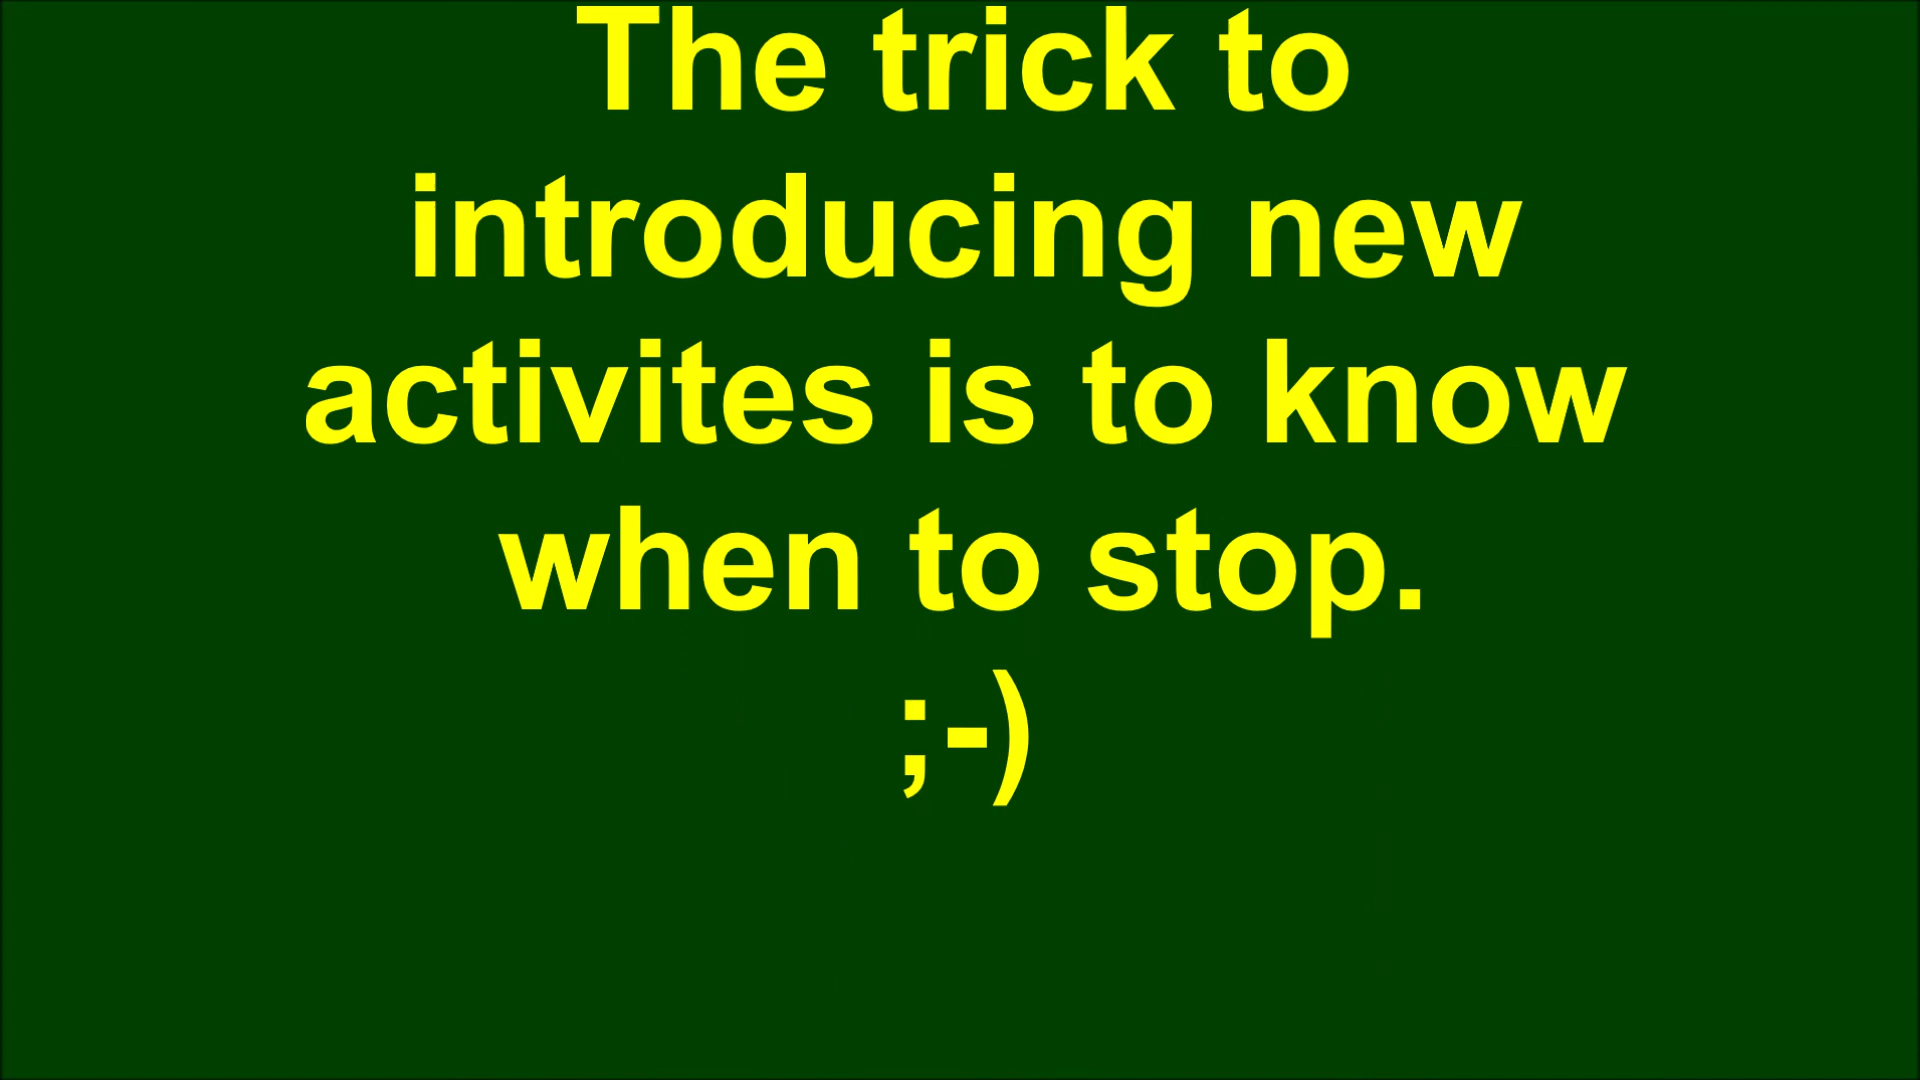 The trick to
introducing new
activites is to know
when to stop.
;-)